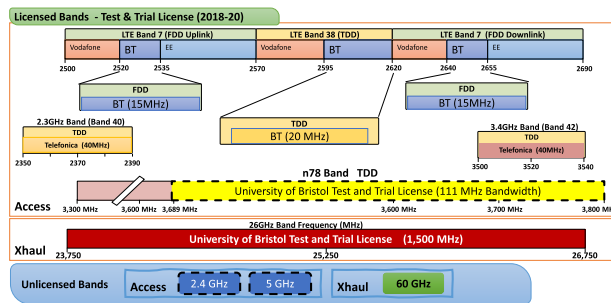 Licensed Bands - Test & Trial License (2018-20)
LTE Band 7 (FDD Uplink) LTE Band 38 (TDD) LTE Band 7 (FDD Downlink)
Vodafone BT EE Vodafone BT Vodafone BT EE
2500 2520 2535 2570 2595 2620 2640 2655 2690
FDD FDD
BT (15MHz) BT (15MHz)
2.3GHz Band (Band 40) TDD 3.4GHz Band (Band 42)
TDD BT (20 MHz) TDD
Telefonica (40MHz) Telefonica (40MHz)
2350 2390 3500 3540
n78 Band TDD
University of Bristol Test and Trial License (111 MHz Bandwidth)
Access
3,300 MHz 3,600 MHz 3,689 MHz 3,600 MHz 3,700 MHz 3,800 M
26GHz Band Frequency (MHz)
University of Bristol Test and Trial License (1,500 MHz)
Xhaul
23,750 25,250 26,750
Unlicensed Bands Access 2.4 GHz 5 GHz Xhaul 60 GHz